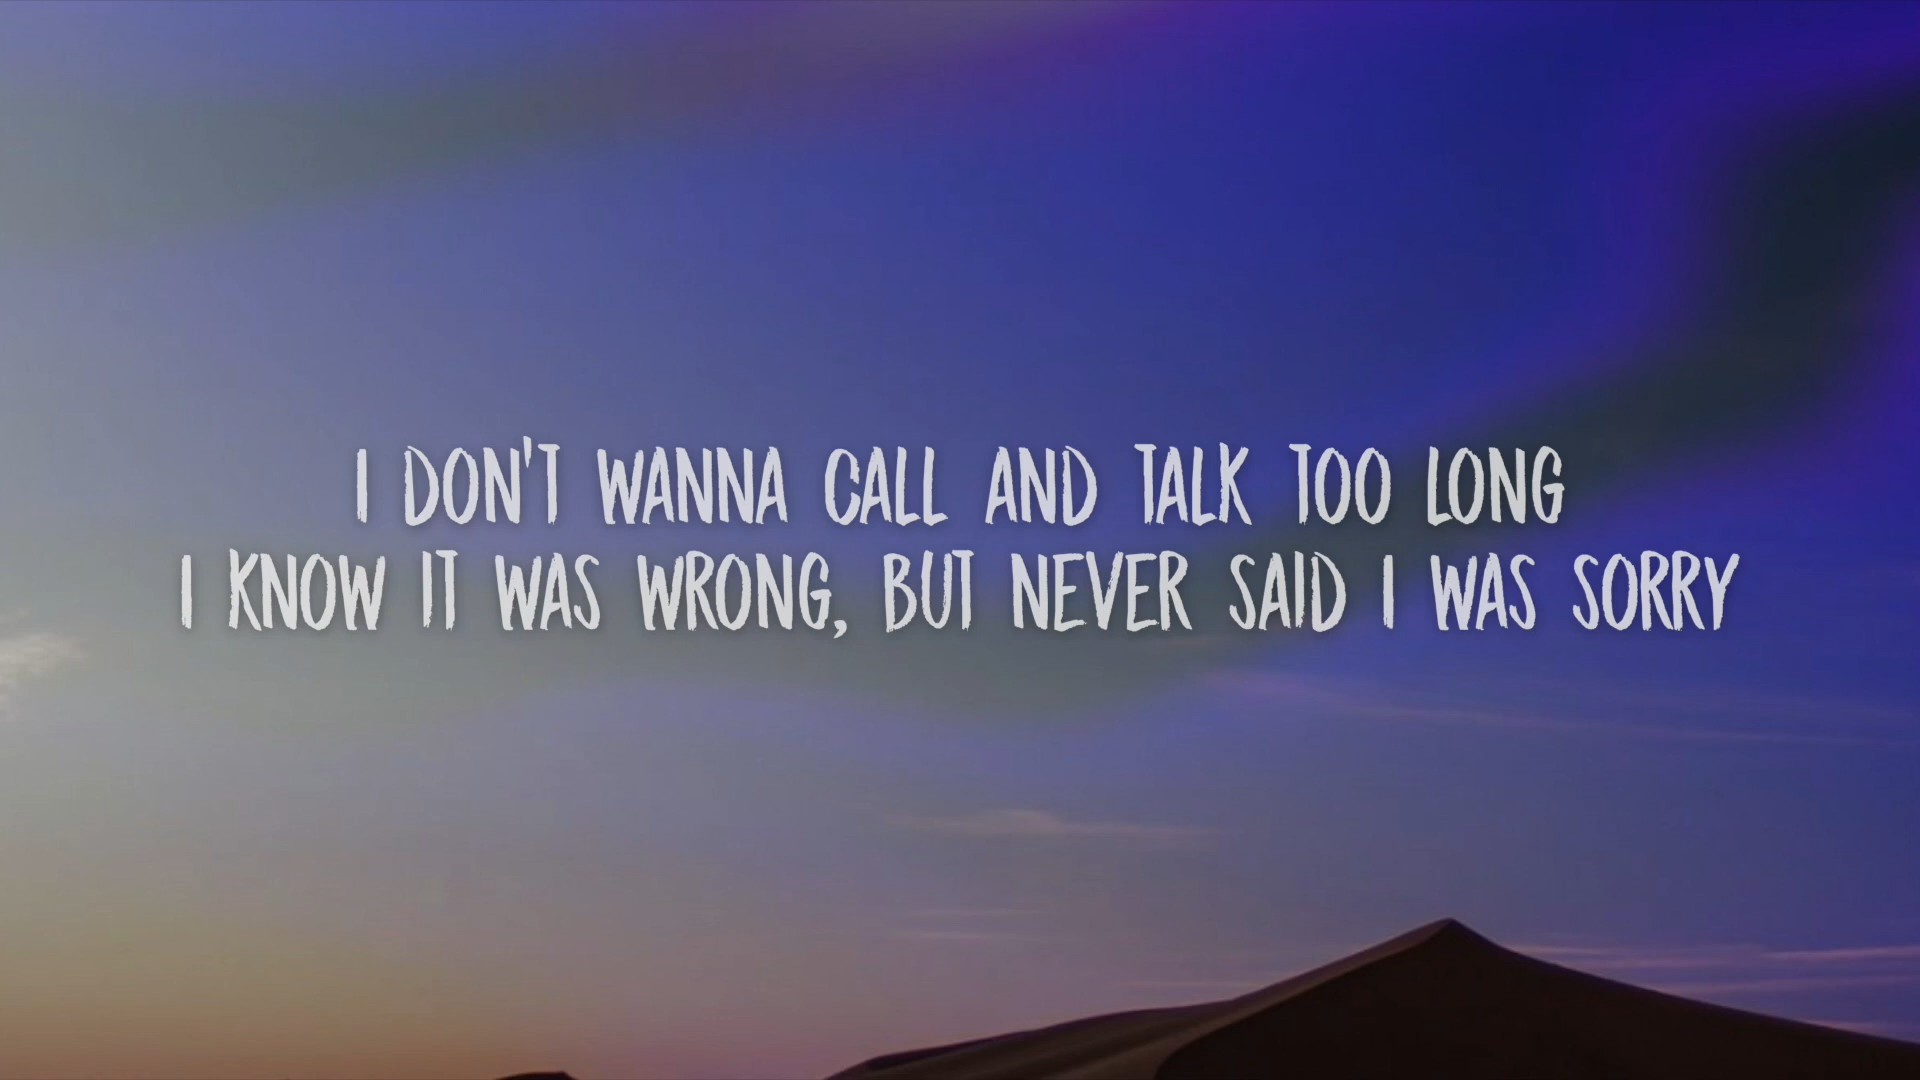 I DON'T WANNA CALL AND TALK TOO LONG
I KNOW IT WAS WRONG, BUT NEVER SAID I WAS SORRY